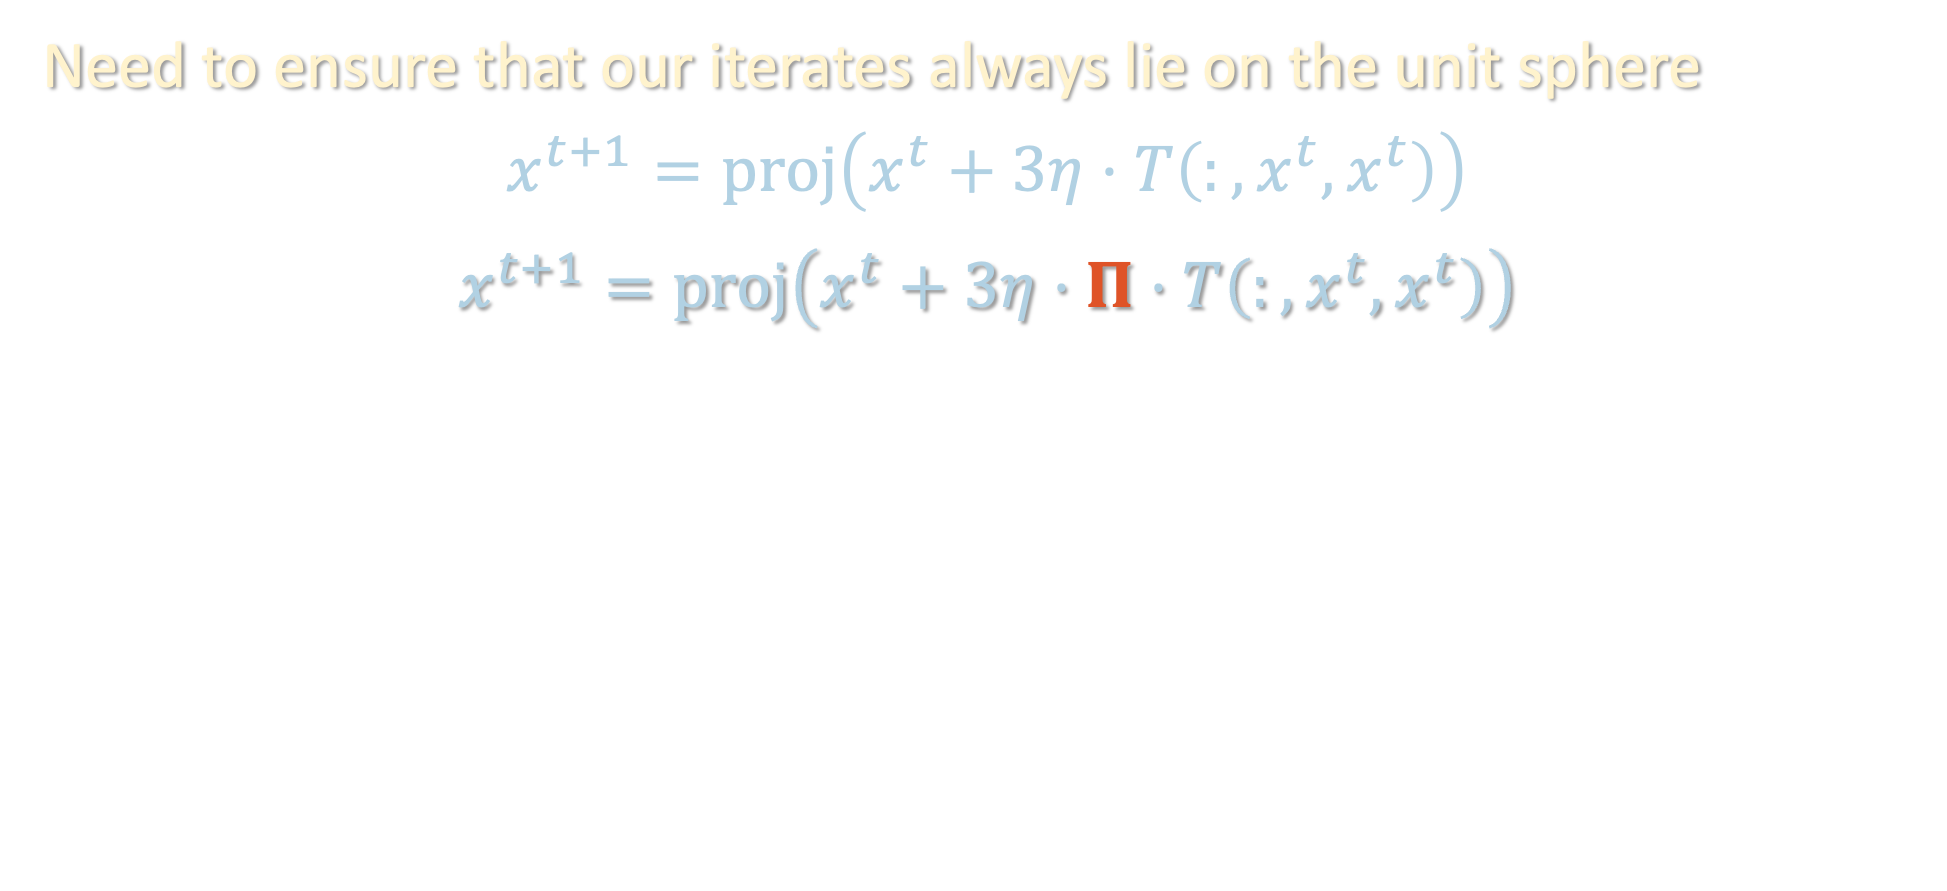 Need to ensure that our iterates always lie on the unit sphere
𝑥^{𝑡+1} = proj(𝑥^𝑡 + 3𝜂 · 𝑇(:, 𝑥^𝑡, 𝑥^𝑡))
𝑥^{𝑡+1} = proj(𝑥^𝑡 + 3𝜂 · 𝚷 · 𝑇(:, 𝑥^𝑡, 𝑥^𝑡))